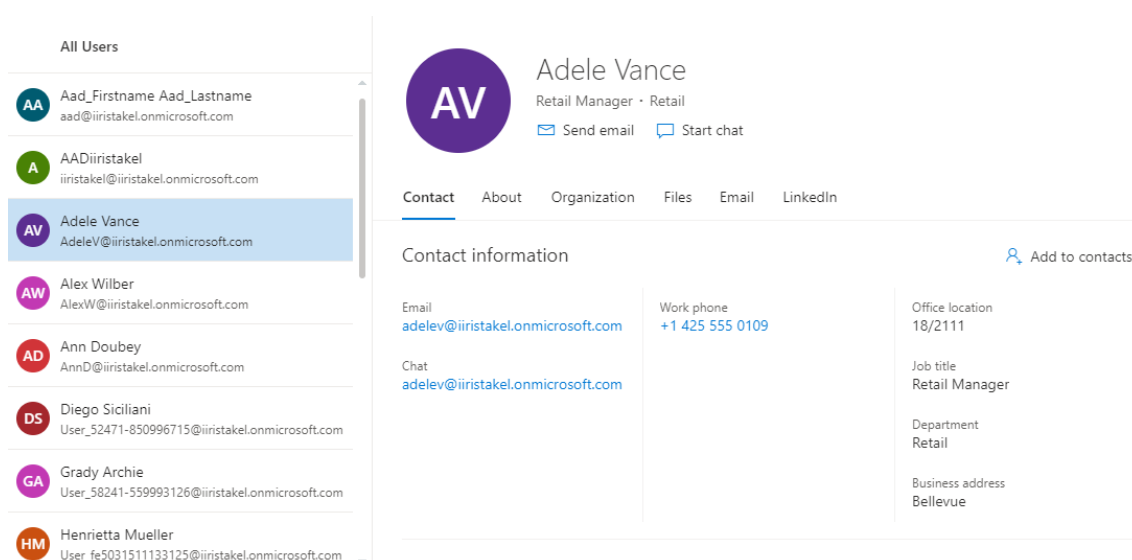 All Users
AA
Aad_Firstname Aad_Lastname
aad@iiristakel.onmicrosoft.com
A
AADiiristakel
iiristakel@iiristakel.onmicrosoft.com
AV
Adele Vance
AdeleV@iiristakel.onmicrosoft.com
AW
Alex Wilber
AlexW@iiristakel.onmicrosoft.com
AD
Ann Doubey
AnnD@iiristakel.onmicrosoft.com
DS
Diego Siciliani
User_52471-850996715@iiristakel.onmicrosoft.com
GA
Grady Archie
User_58241-559993126@iiristakel.onmicrosoft.com
HM
Henrietta Mueller
User_fe5031511133125@iiristakel.onmicrosoft.com
AV
Adele Vance
Retail Manager · Retail
Send email Start chat
Contact About Organization Files Email LinkedIn
Contact information
Add to contacts
Email
adelev@iiristakel.onmicrosoft.com
Chat
adelev@iiristakel.onmicrosoft.com
Work phone
+1 425 555 0109
Office location
18/2111
Job title
Retail Manager
Department
Retail
Business address
Bellevue